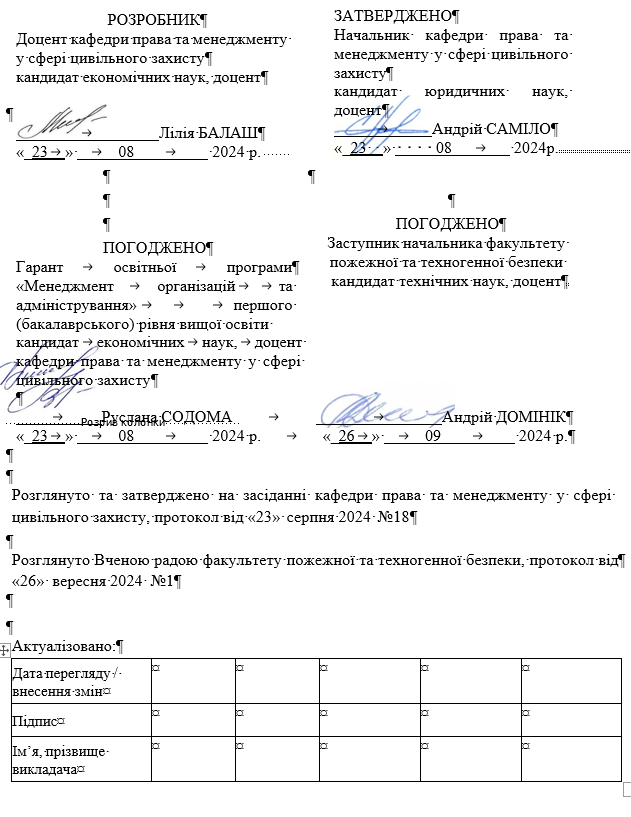 РОЗРОБНИК
Доцент кафедри права та менеджменту
у сфері цивільного захисту
кандидат економічних наук, доцент
Лілія БАЛАШ
« 23 » 08 2024 р.
ЗАТВЕРДЖЕНО
Начальник кафедри права та
менеджменту у сфері цивільного
захисту
кандидат юридичних наук,
доцент
Андрій САМІЛО
« 23 » 08 2024р.
ПОГОДЖЕНО
Гарант освітньої програми
«Менеджмент організацій та
адміністрування» першого
(бакалаврського) рівня вищої освіти
кандидат економічних наук, доцент
кафедри права та менеджменту у сфері
цивільного захисту
Руслана СОДОМА
Розрив колонки
« 23 » 08 2024 р.
ПОГОДЖЕНО
Заступник начальника факультету
пожежної та техногенної безпеки
кандидат технічних наук, доцент
Андрій ДОМІНІК
« 26 » 09 2024 р.
Розглянуто та затверджено на засіданні кафедри права та менеджменту у сфері
цивільного захисту, протокол від «23» серпня 2024 №18
Розглянуто Вченою радою факультету пожежної та техногенної безпеки, протокол від
«26» вересня 2024 №1
Актуалізовано:
Дата перегляду /
внесення змін
Підпис
Ім’я, прізвище
викладача